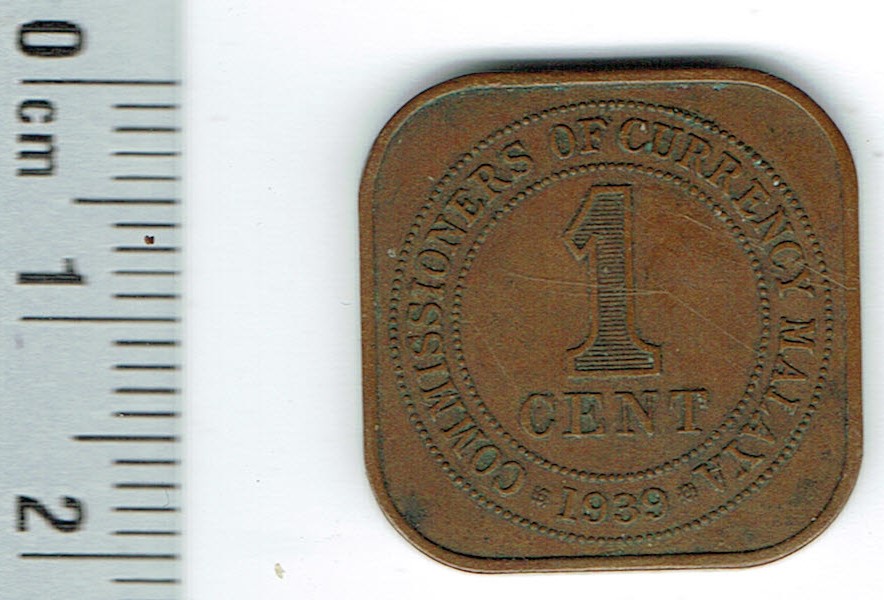 0
cm
1
2
COMMISSIONERS OF CURRENCY MALAYA
1
CENT
1939